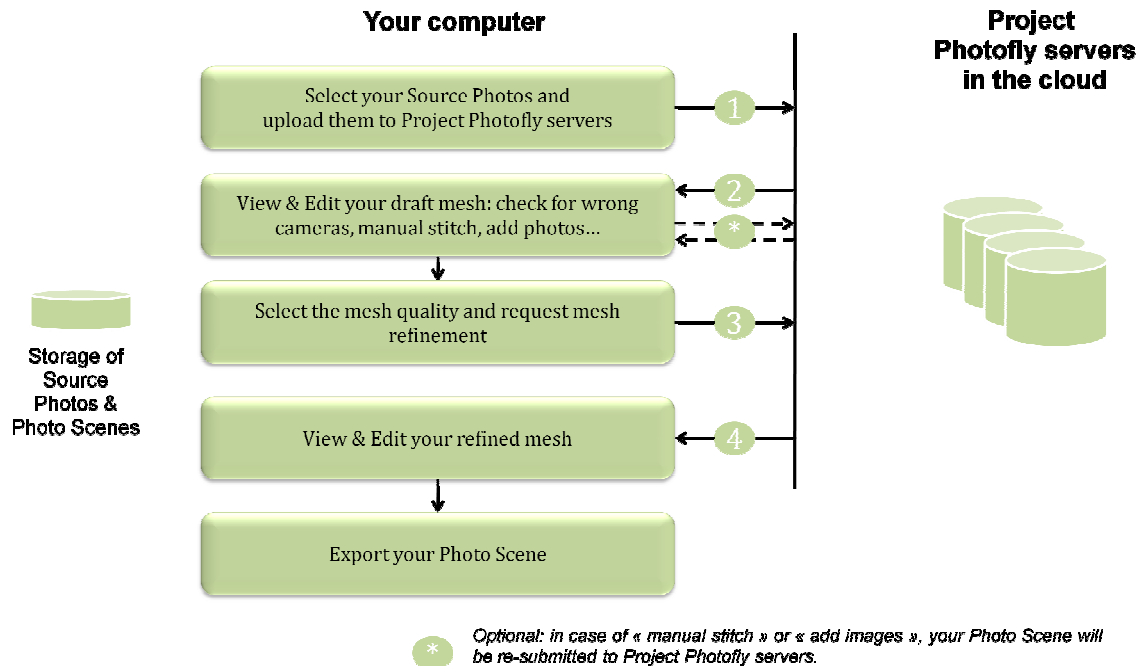 Your computer
Project
Photofly servers
in the cloud
Select your Source Photos and
upload them to Project Photofly servers
1
2
View & Edit your draft mesh: check for wrong
cameras, manual stitch, add photos...
*
Select the mesh quality and request mesh
refinement
3
Storage of
Source
Photos &
Photo Scenes
View & Edit your refined mesh
4
Export your Photo Scene
* Optional: in case of « manual stitch » or « add images », your Photo Scene will
be re-submitted to Project Photofly servers.